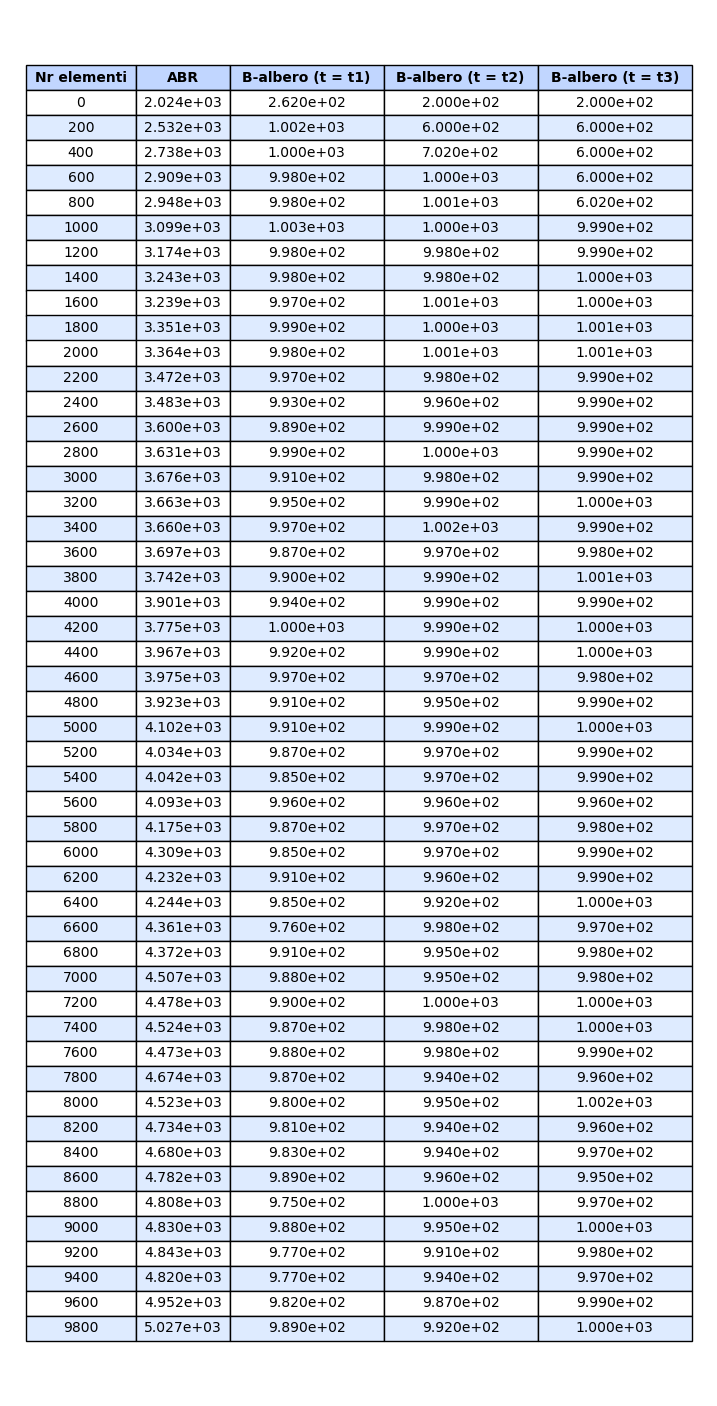 Nr elementi ABR B-albero (t = t1) B-albero (t = t2) B-albero (t = t3)
0 2.024e+03 2.620e+02 2.000e+02 2.000e+02
200 2.532e+03 1.002e+03 6.000e+02 6.000e+02
400 2.738e+03 1.000e+03 7.020e+02 6.000e+02
600 2.909e+03 9.980e+02 1.000e+03 6.000e+02
800 2.948e+03 9.980e+02 1.001e+03 6.020e+02
1000 3.099e+03 1.003e+03 1.000e+03 9.990e+02
1200 3.174e+03 9.980e+02 9.980e+02 9.990e+02
1400 3.243e+03 9.980e+02 9.980e+02 1.000e+03
1600 3.239e+03 9.970e+02 1.001e+03 1.000e+03
1800 3.351e+03 9.990e+02 1.000e+03 1.001e+03
2000 3.364e+03 9.980e+02 1.001e+03 1.001e+03
2200 3.472e+03 9.970e+02 9.980e+02 9.990e+02
2400 3.483e+03 9.930e+02 9.960e+02 9.990e+02
2600 3.600e+03 9.890e+02 9.990e+02 9.990e+02
2800 3.631e+03 9.990e+02 1.000e+03 9.990e+02
3000 3.676e+03 9.910e+02 9.980e+02 9.990e+02
3200 3.663e+03 9.950e+02 9.990e+02 1.000e+03
3400 3.660e+03 9.970e+02 1.002e+03 9.990e+02
3600 3.697e+03 9.870e+02 9.970e+02 9.980e+02
3800 3.742e+03 9.900e+02 9.990e+02 1.001e+03
4000 3.901e+03 9.940e+02 9.990e+02 9.990e+02
4200 3.775e+03 1.000e+03 9.990e+02 1.000e+03
4400 3.967e+03 9.920e+02 9.990e+02 1.000e+03
4600 3.975e+03 9.970e+02 9.970e+02 9.980e+02
4800 3.923e+03 9.910e+02 9.950e+02 9.990e+02
5000 4.102e+03 9.910e+02 9.990e+02 1.000e+03
5200 4.034e+03 9.870e+02 9.970e+02 9.990e+02
5400 4.042e+03 9.850e+02 9.970e+02 9.990e+02
5600 4.093e+03 9.960e+02 9.960e+02 9.960e+02
5800 4.175e+03 9.870e+02 9.970e+02 9.980e+02
6000 4.309e+03 9.850e+02 9.970e+02 9.990e+02
6200 4.232e+03 9.910e+02 9.960e+02 9.990e+02
6400 4.244e+03 9.850e+02 9.920e+02 1.000e+03
6600 4.361e+03 9.760e+02 9.980e+02 9.970e+02
6800 4.372e+03 9.910e+02 9.950e+02 9.980e+02
7000 4.507e+03 9.880e+02 9.950e+02 9.980e+02
7200 4.478e+03 9.900e+02 1.000e+03 1.000e+03
7400 4.524e+03 9.870e+02 9.980e+02 1.000e+03
7600 4.473e+03 9.880e+02 9.980e+02 9.990e+02
7800 4.674e+03 9.870e+02 9.940e+02 9.960e+02
8000 4.523e+03 9.800e+02 9.950e+02 1.002e+03
8200 4.734e+03 9.810e+02 9.940e+02 9.960e+02
8400 4.680e+03 9.830e+02 9.940e+02 9.970e+02
8600 4.782e+03 9.890e+02 9.960e+02 9.950e+02
8800 4.808e+03 9.750e+02 1.000e+03 9.970e+02
9000 4.830e+03 9.880e+02 9.950e+02 1.000e+03
9200 4.843e+03 9.770e+02 9.910e+02 9.980e+02
9400 4.820e+03 9.770e+02 9.940e+02 9.970e+02
9600 4.952e+03 9.820e+02 9.870e+02 9.990e+02
9800 5.027e+03 9.890e+02 9.920e+02 1.000e+03